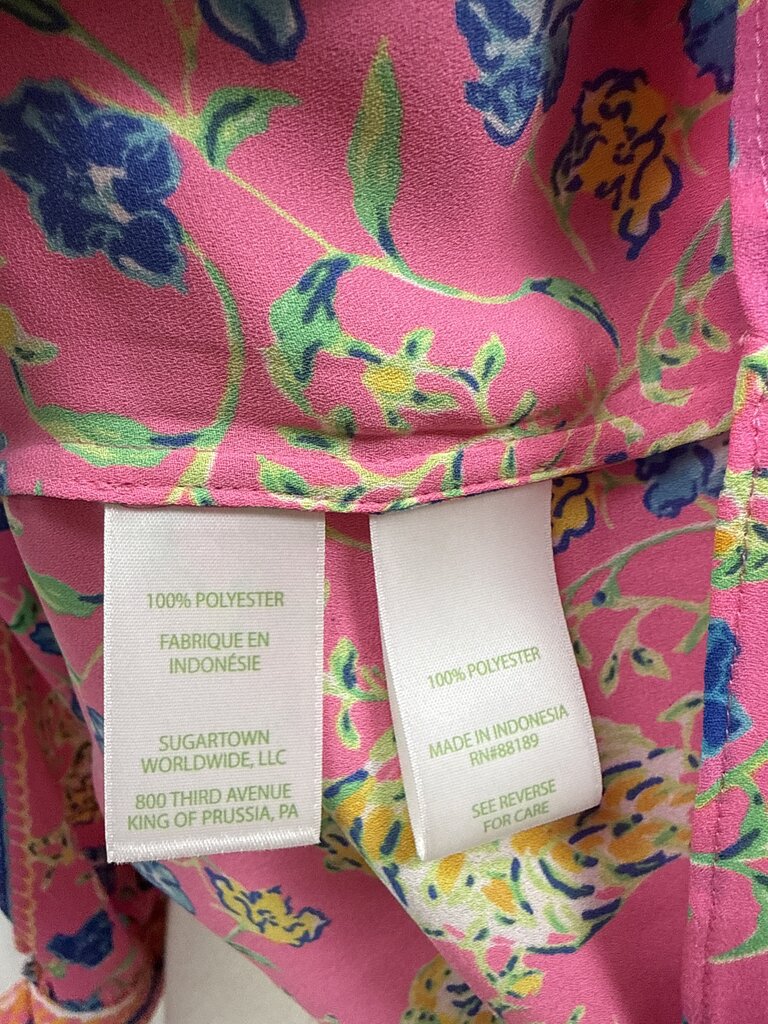 100% POLYESTER
FABRIQUE EN
INDONÉSIE
SUGARTOWN
WORLDWIDE, LLC
800 THIRD AVENUE
KING OF PRUSSIA, PA
100% POLYESTER
MADE IN INDONESIA
RN#88189
SEE REVERSE
FOR CARE